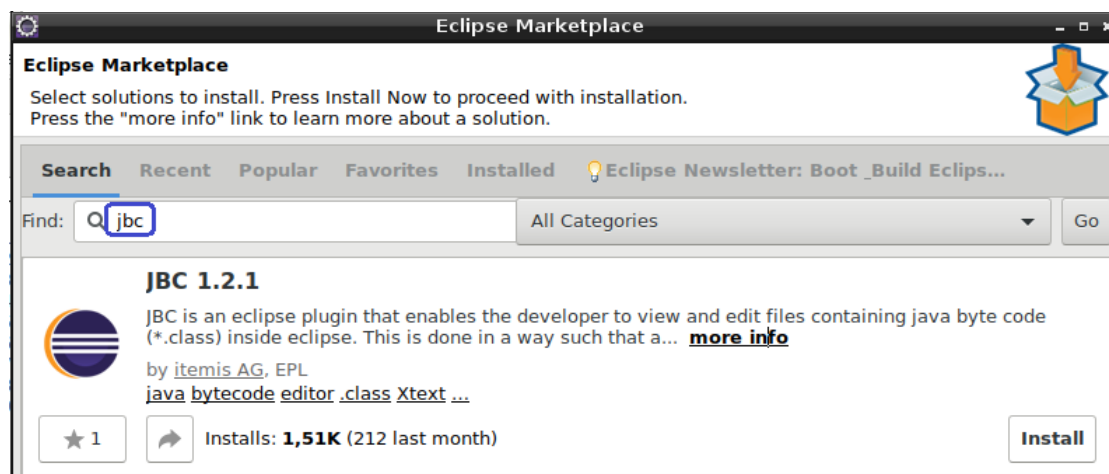 Eclipse Marketplace
Eclipse Marketplace
Select solutions to install. Press Install Now to proceed with installation.
Press the "more info" link to learn more about a solution.
Search Recent Popular Favorites Installed Eclipse Newsletter: Boot _Build Eclips...
Find: jbc All Categories Go
JBC 1.2.1
JBC is an eclipse plugin that enables the developer to view and edit files containing java byte code
(*.class) inside eclipse. This is done in a way such that a... more info
by itemis AG, EPL
java bytecode editor .class Xtext ...
1 Installs: 1,51K (212 last month) Install